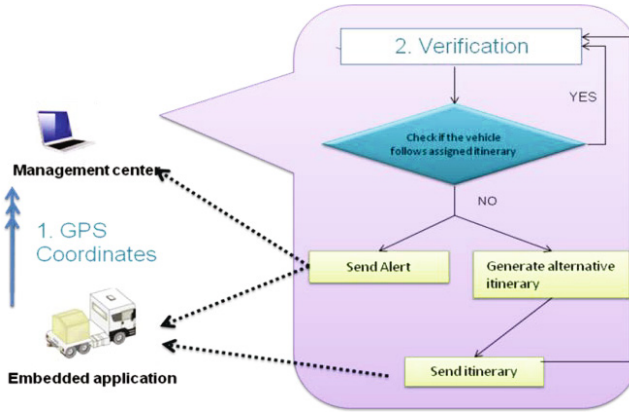 2. Verification
YES
Check if the vehicle
follows assigned itinerary
Management center
NO
1. GPS
Coordinates
Send Alert
Generate alternative
itinerary
Embedded application
Send itinerary